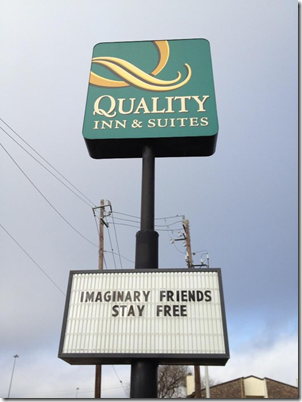 QUALITY
INN & SUITES
IMAGINARY FRIENDS
STAY FREE